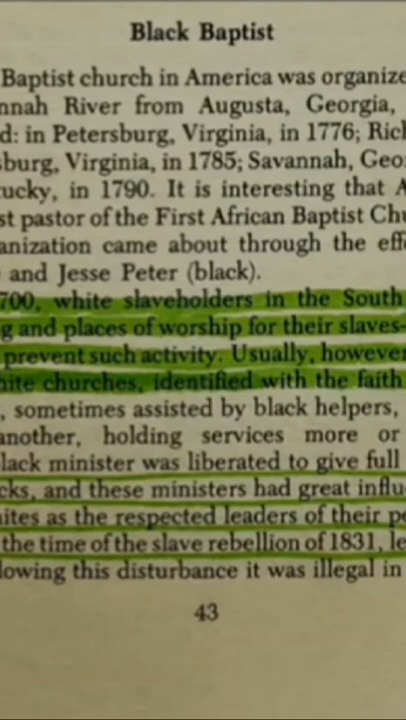 Black Baptist
Baptist church in America was organize
nnah River from Augusta, Georgia,
d: in Petersburg, Virginia, in 1776; Ric
sburg, Virginia, in 1785; Savannah, Geo
tucky, in 1790. It is interesting that A
st pastor of the First African Baptist Chu
anization came about through the effo
and Jesse Peter (black).
700, white slaveholders in the South
g and places of worship for their slaves—
prevent such activity. Usually, however
hite churches, identified with the faith
, sometimes assisted by black helpers,
another, holding services more or
lack minister was liberated to give full
cks, and these ministers had great influ
ites as the respected leaders of their pe
the time of the slave rebellion of 1831, le
lowing this disturbance it was illegal in
43